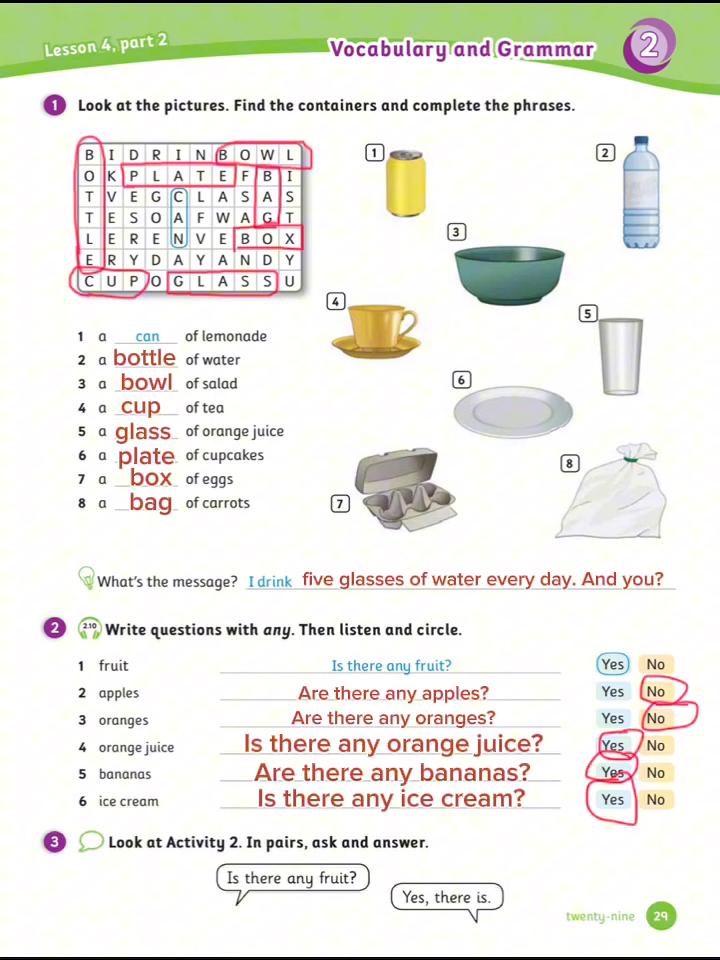 Lesson 4, part 2
Vocabulary and Grammar
2
1 Look at the pictures. Find the containers and complete the phrases.
B I D R I N B O W L
O K P L A T E F B I
T V E G C L A S A S
T E S O A F W A G T
L E R E N V E B O X
E R Y D A Y A N D Y
C U P O G L A S S U
1
2
3
4
5
6
7
8
1 a can of lemonade
2 a bottle of water
3 a bowl of salad
4 a cup of tea
5 a glass of orange juice
6 a plate of cupcakes
7 a box of eggs
8 a bag of carrots
What's the message? I drink five glasses of water every day. And you?
2 2.10 Write questions with any. Then listen and circle.
1 fruit Is there any fruit? Yes No
2 apples Are there any apples? Yes No
3 oranges Are there any oranges? Yes No
4 orange juice Is there any orange juice? Yes No
5 bananas Are there any bananas? Yes No
6 ice cream Is there any ice cream? Yes No
3 Look at Activity 2. In pairs, ask and answer.
Is there any fruit?
Yes, there is.
twenty-nine 29